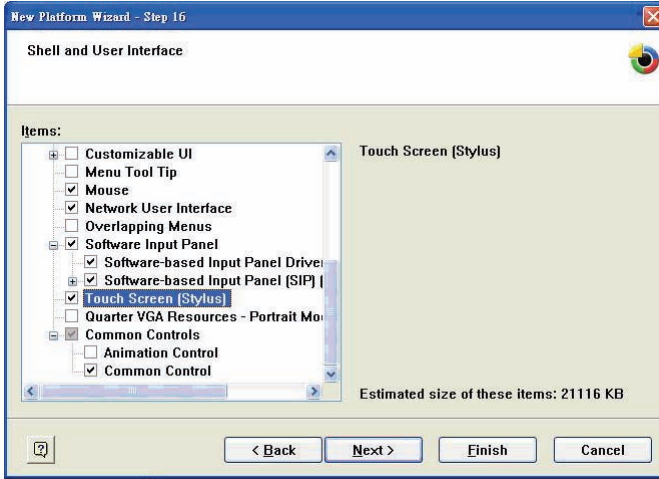 New Platform Wizard - Step 16
Shell and User Interface
Items:
Customizable UI
Menu Tool Tip
Mouse
Network User Interface
Overlapping Menus
Software Input Panel
Software-based Input Panel Driver
Software-based Input Panel (SIP) (
Touch Screen (Stylus)
Quarter VGA Resources - Portrait Mo
Common Controls
Animation Control
Common Control
Touch Screen (Stylus)
Estimated size of these items: 21116 KB
?
< Back
Next >
Finish
Cancel